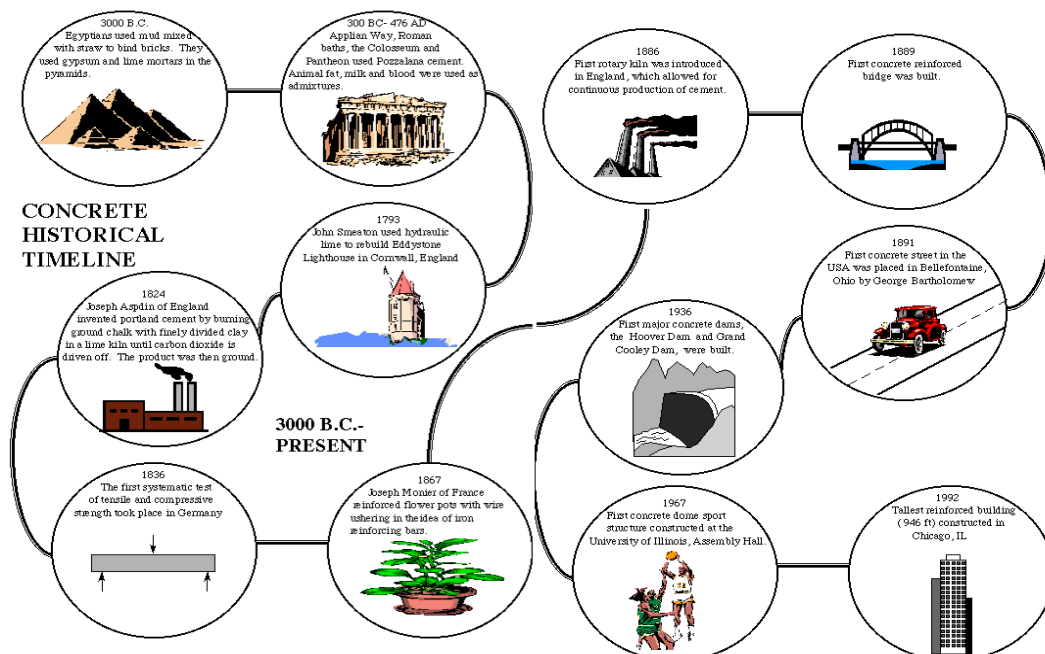 CONCRETE
HISTORICAL
TIMELINE
3000 B.C.-
PRESENT
3000 B.C.
Egyptians used mud mixed
with straw to bind bricks. They
used gypsum and lime mortars in the
pyramids.
300 BC- 476 AD
Applian Way, Roman
baths, the Colosseum and
Pantheon used Pozzalana cement.
Animal fat, milk and blood were used as
admixtures.
1793
John Smeaton used hydraulic
lime to rebuild Eddystone
Lighthouse in Cornwall, England
1824
Joseph Aspdin of England
invented portland cement by burning
ground chalk with finely divided clay
in a lime kiln until carbon dioxide is
driven off. The product was then ground.
1836
The first systematic test
of tensile and compressive
strength took place in Germany
1867
Joseph Monier of France
reinforced flower pots with wire
ushering in the idea of iron
reinforcing bars.
1886
First rotary kiln was introduced
in England, which allowed for
continuous production of cement.
1889
First concrete reinforced
bridge was built.
1891
First concrete street in the
USA was placed in Bellefontaine,
Ohio by George Bartholomew
1936
First major concrete dams,
the Hoover Dam and Grand
Cooley Dam, were built.
1967
First concrete dome sport
structure constructed at the
University of Illinois, Assembly Hall.
1992
Tallest reinforced building
(946 ft) constructed in
Chicago, IL